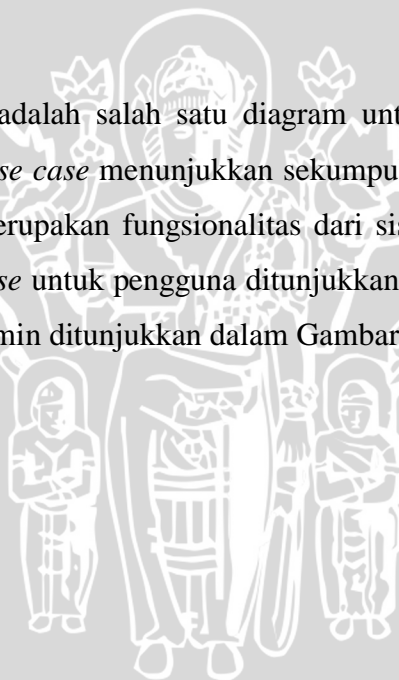 adalah salah satu diagram unt
se case menunjukkan sekumpu
erupakan fungsionalitas dari sis
se untuk pengguna ditunjukkan
min ditunjukkan dalam Gambar